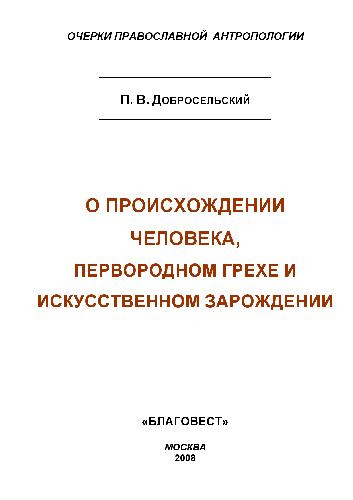 ОЧЕРКИ ПРАВОСЛАВНОЙ АНТРОПОЛОГИИ
П. В. ДОБРОСЕЛЬСКИЙ
О ПРОИСХОЖДЕНИИ
ЧЕЛОВЕКА,
ПЕРВОРОДНОМ ГРЕХЕ И
ИСКУССТВЕННОМ ЗАРОЖДЕНИИ
«БЛАГОВЕСТ»
МОСКВА
2008